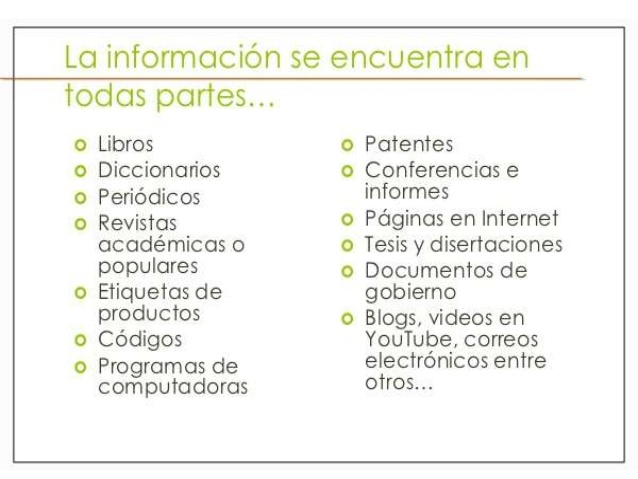 La información se encuentra en
todas partes...
Libros
Diccionarios
Periódicos
Revistas
académicas o
populares
Etiquetas de
productos
Códigos
Programas de
computadoras
Patentes
Conferencias e
informes
Páginas en Internet
Tesis y disertaciones
Documentos de
gobierno
Blogs, videos en
YouTube, correos
electrónicos entre
otros...